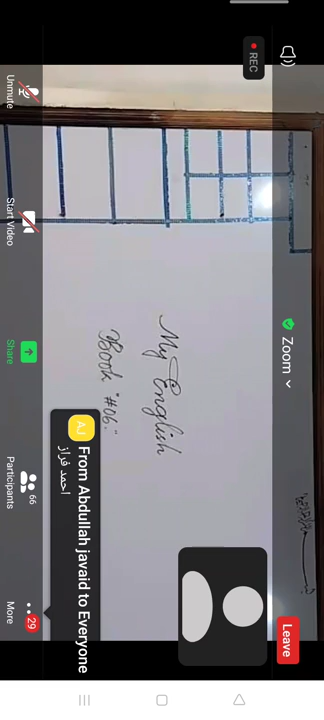 REC
Zoom
Leave
My English
Book "#06."
AJ
From Abdullah javaid to Everyone
احمد فراز
Unmute
Start Video
Share
66
Participants
29
More